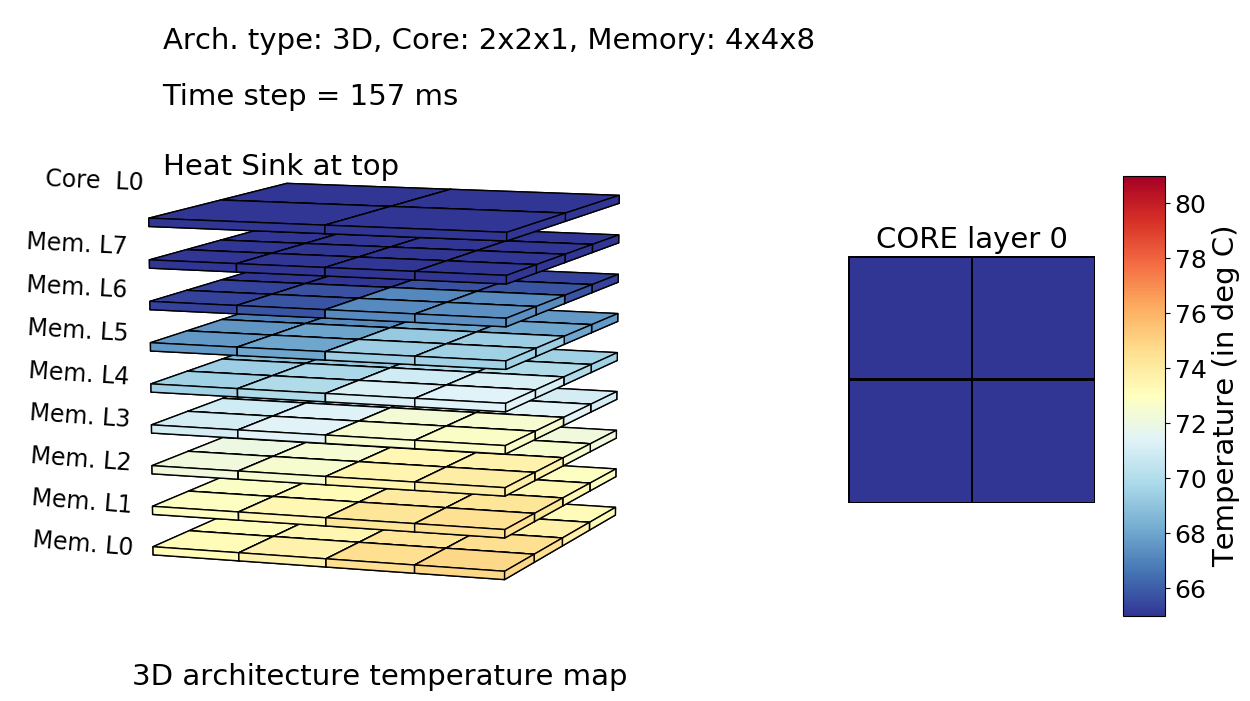 Arch. type: 3D, Core: 2x2x1, Memory: 4x4x8
Time step = 157 ms
Heat Sink at top
Core  L0
Mem. L7
Mem. L6
Mem. L5
Mem. L4
Mem. L3
Mem. L2
Mem. L1
Mem. L0
3D architecture temperature map
CORE layer 0
80
78
76
74
72
70
68
66
Temperature (in deg C)